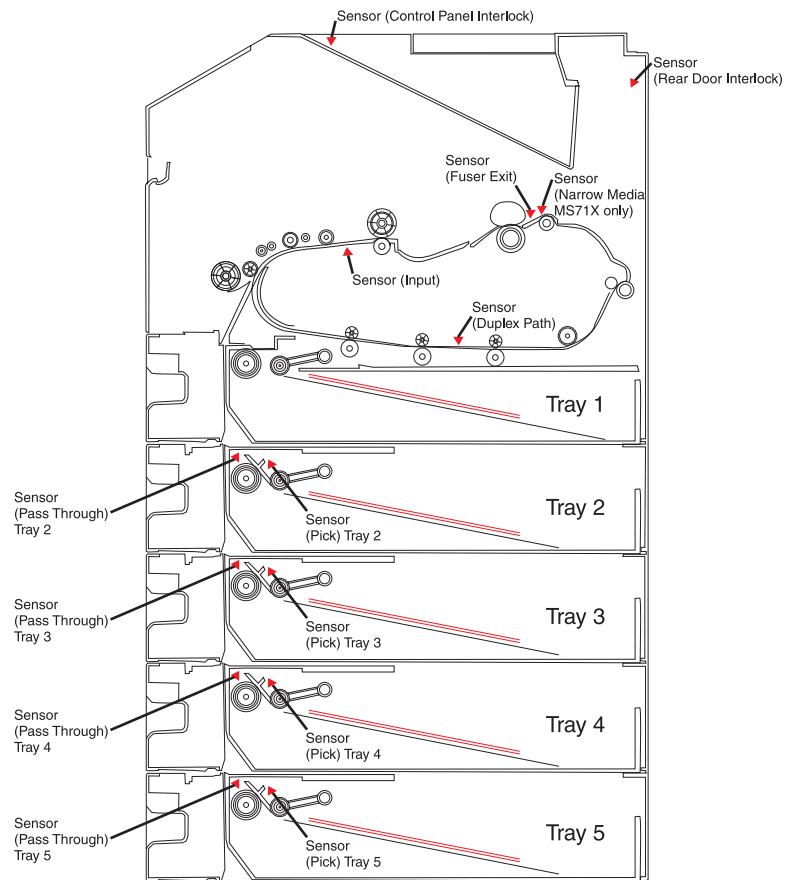 Sensor (Control Panel Interlock)
Sensor
(Rear Door Interlock)
Sensor
(Fuser Exit)
Sensor
(Narrow Media
MS71X only)
Sensor (Input)
Sensor
(Duplex Path)
Tray 1
Sensor
(Pass Through)
Tray 2
Sensor
(Pick) Tray 2
Tray 2
Sensor
(Pass Through)
Tray 3
Sensor
(Pick) Tray 3
Tray 3
Sensor
(Pass Through)
Tray 4
Sensor
(Pick) Tray 4
Tray 4
Sensor
(Pass Through)
Tray 5
Sensor
(Pick) Tray 5
Tray 5